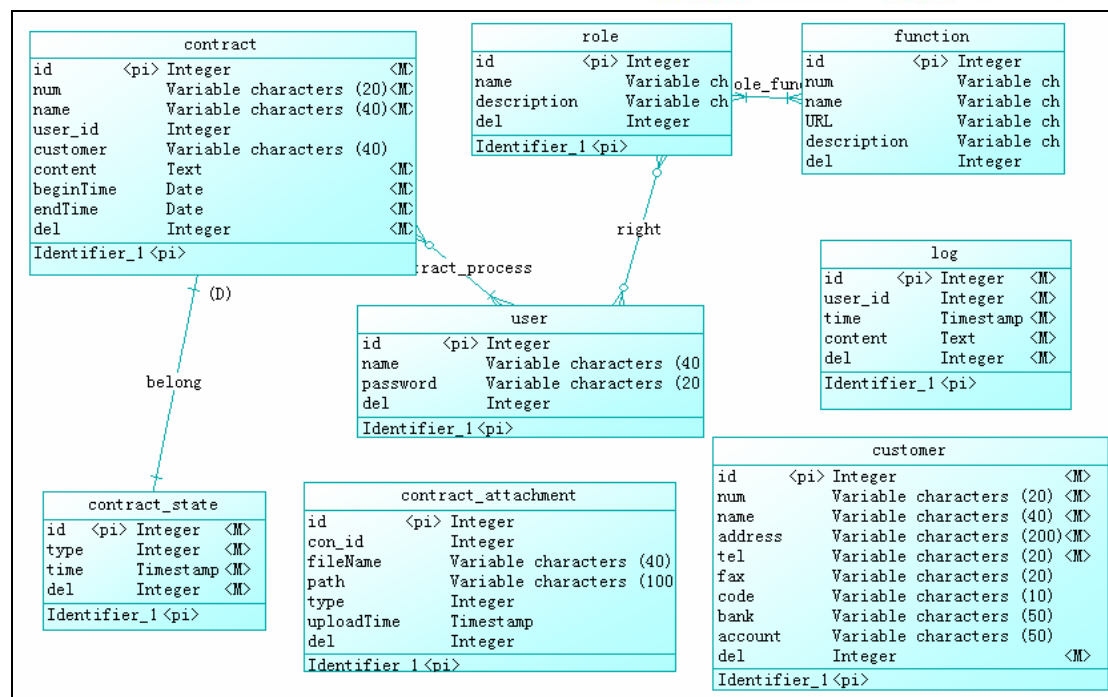 contract
id <pi> Integer <M>
num Variable characters (20) <M>
name Variable characters (40) <M>
user_id Integer
customer Variable characters (40)
content Text <M>
beginTime Date <M>
endTime Date <M>
del Integer <M>
Identifier_1 <pi>
role
id <pi> Integer
name Variable ch
description Variable ch
del Integer
Identifier_1 <pi>
ole_fun
function
id <pi> Integer
num Variable ch
name Variable ch
URL Variable ch
description Variable ch
del Integer
right
tract_process
(D)
belong
log
id <pi> Integer <M>
user_id Integer <M>
time Timestamp <M>
content Text <M>
del Integer <M>
Identifier_1 <pi>
user
id <pi> Integer
name Variable characters (40
password Variable characters (20
del Integer
Identifier_1 <pi>
contract_state
id <pi> Integer <M>
type Integer <M>
time Timestamp <M>
del Integer <M>
Identifier_1 <pi>
contract_attachment
id <pi> Integer
con_id Integer
fileName Variable characters (40)
path Variable characters (100
type Integer
uploadTime Timestamp
del Integer
Identifier_1 <pi>
customer
id <pi> Integer <M>
num Variable characters (20) <M>
name Variable characters (40) <M>
address Variable characters (200) <M>
tel Variable characters (20) <M>
fax Variable characters (20)
code Variable characters (10)
bank Variable characters (50)
account Variable characters (50)
del Integer <M>
Identifier_1 <pi>